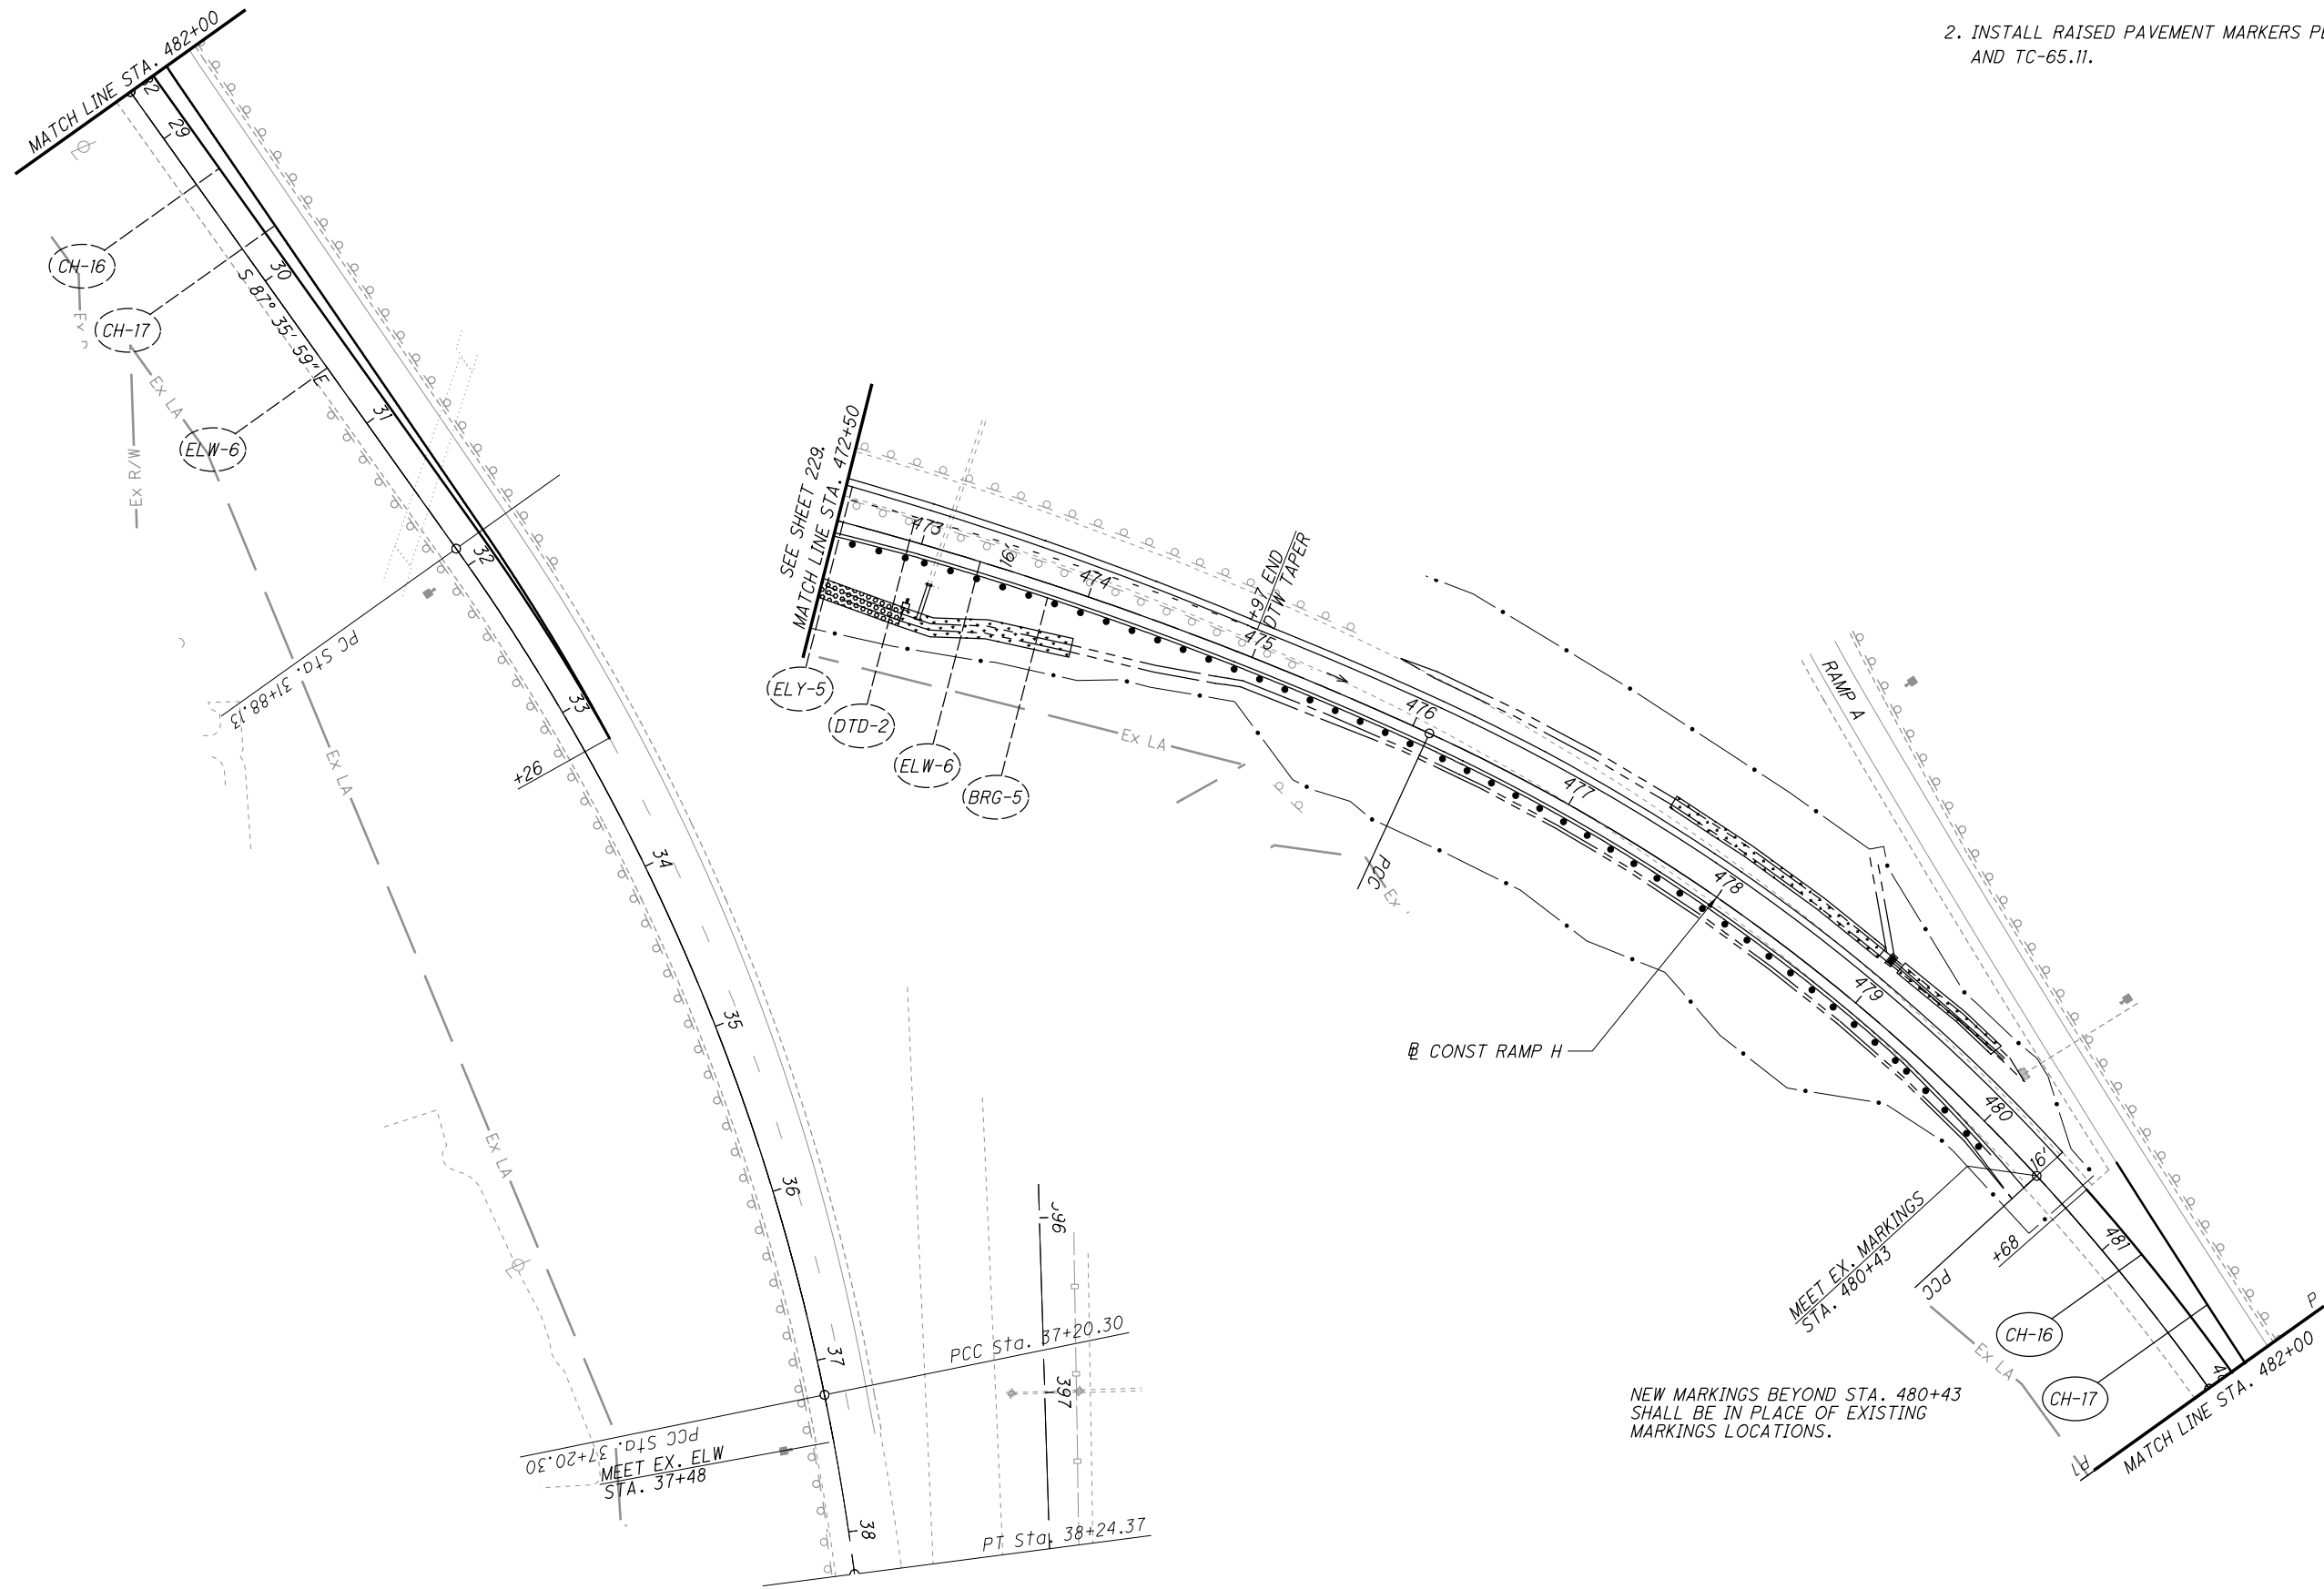 2. INSTALL RAISED PAVEMENT MARKERS
AND TC-65.11.
MATCH LINE STA. 482+00
29
30
S 87° 35' 59" E
31
32
33
34
35
36
37
38
CH-16
CH-17
ELW-6
Ex LA
Ex R/W
PC Sta. 31+88.13
+26
Ex LA
Ex LA
PCC Sta. 37+20.30
PCC Sta. 37+20.30
MEET EX. ELW
STA. 37+48
PT Sta. 38+24.37
396
397
SEE SHEET 229.
MATCH LINE STA. 472+50
473
16'
474
+97 END
DTW TAPER
475
476
477
478
479
480
481
ELY-5
DTD-2
ELW-6
BRG-5
Ex LA
PCC
Ex
RAMP A
℄ CONST RAMP H
16'
MEET EX. MARKINGS
STA. 480+43
+68
PCC
CH-16
CH-17
Ex LA
NEW MARKINGS BEYOND STA. 480+43
SHALL BE IN PLACE OF EXISTING
MARKINGS LOCATIONS.
P
PT
MATCH LINE STA. 482+00